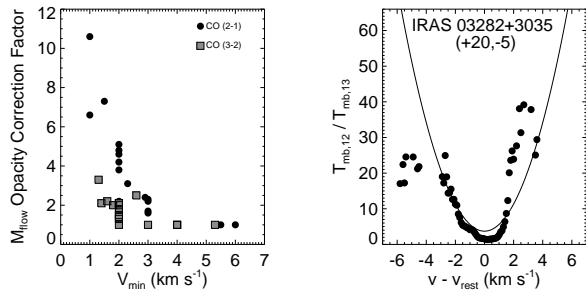 M_flow Opacity Correction Factor
12
10
8
6
4
2
0
CO (2-1)
CO (3-2)
0 1 2 3 4 5 6 7
V_min (km s⁻¹)
T_mb,12 / T_mb,13
60
50
40
30
20
10
0
IRAS 03282+3035
(+20,-5)
-8 -6 -4 -2 0 2 4 6 8
v - v_rest (km s⁻¹)